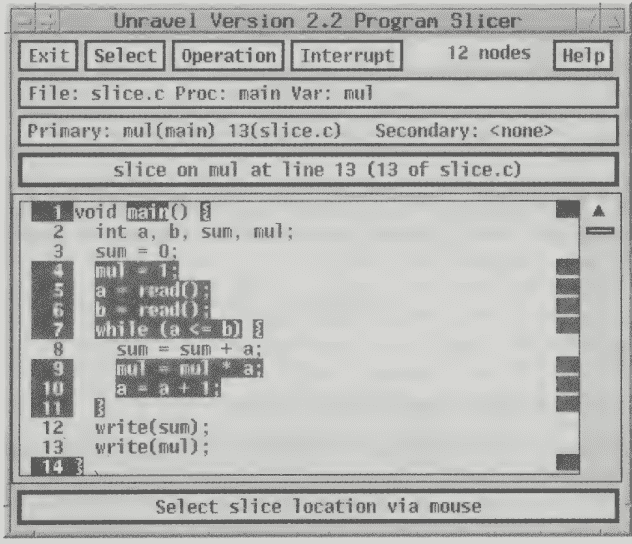 Unravel Version 2.2 Program Slicer
Exit Select Operation Interrupt 12 nodes Help
File: slice.c Proc: main Var: mul
Primary: mul(main) 13(slice.c) Secondary: <none>
slice on mul at line 13 (13 of slice.c)
1 void main() {
2 int a, b, sum, mul;
3 sum = 0;
4 mul = 1;
5 a = read();
6 b = read();
7 while (a <= b) {
8 sum = sum + a;
9 mul = mul * a;
10 a = a + 1;
11 }
12 write(sum);
13 write(mul);
14 }
Select slice location via mouse